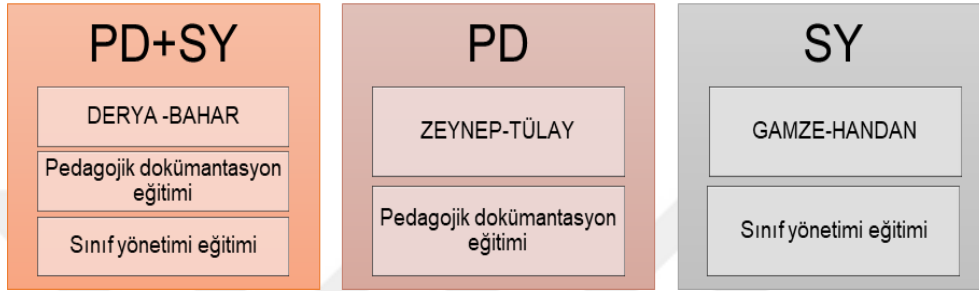 PD+SY
DERYA -BAHAR
Pedagojik dokümantasyon
eğitimi
Sınıf yönetimi eğitimi
PD
ZEYNEP-TÜLAY
Pedagojik dokümantasyon
eğitimi
SY
GAMZE-HANDAN
Sınıf yönetimi eğitimi